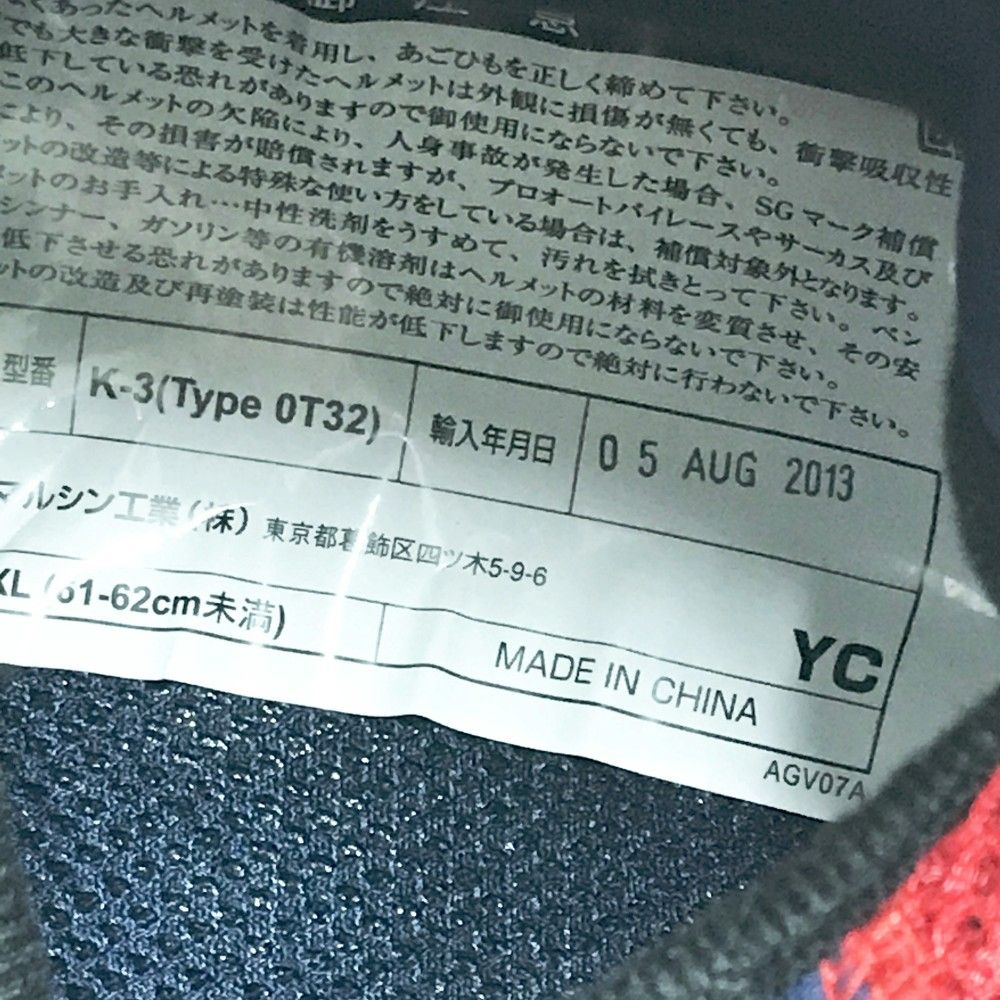 御注意
よくあったヘルメットを着用し、あごひもを正しく締めて下さい。
でも大きな衝撃を受けたヘルメットは外観に損傷が無くても、衝撃吸収性
低下している恐れがありますので御使用にならないで下さい。
このヘルメットの欠陥により、人身事故が発生した場合、SGマーク補償
により、その損害が賠償されますが、プロオートバイレースやサーカス及び
ットの改造等による特殊な使い方をしている場合は、補償対象外となります。
メットのお手入れ…中性洗剤をうすめて、汚れを拭きとって下さい。ベン
シンナー、ガソリン等の有機溶剤はヘルメットの材料を変質させ、その安
低下させる恐れがありますので絶対に御使用にならないで下さい。
ットの改造及び再塗装は性能が低下しますので絶対に行わないで下さい。
型番 K-3(Type 0T32) 輸入年月日 05 AUG 2013
マルシン工業(株) 東京都葛飾区四ツ木5-9-6
XL (61-62cm未満) YC
MADE IN CHINA
AGV07A